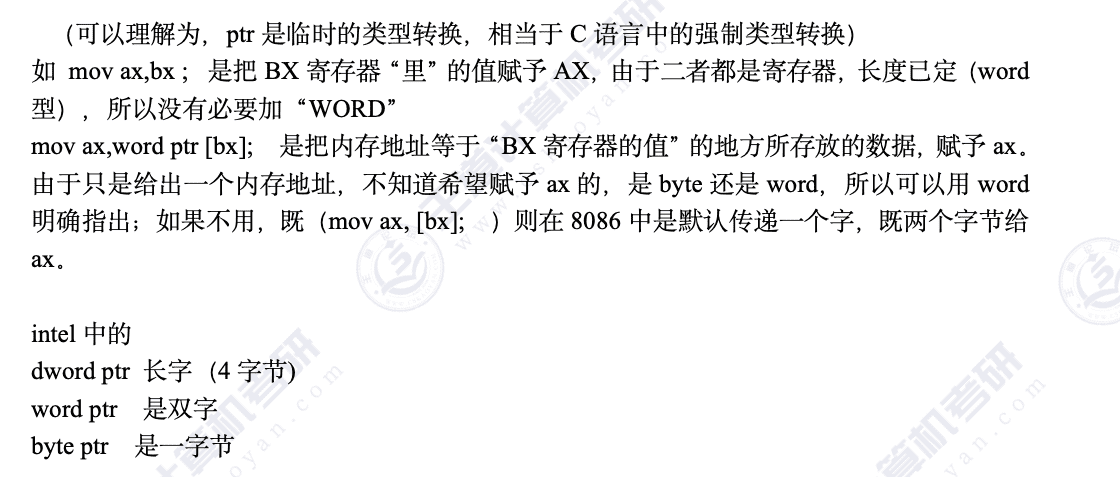 （可以理解为，ptr 是临时的类型转换，相当于 C 语言中的强制类型转换）
如 mov ax,bx ; 是把 BX 寄存器“里”的值赋予 AX，由于二者都是寄存器，长度已定（word
型），所以没有必要加“WORD”
mov ax,word ptr [bx]; 是把内存地址等于“BX 寄存器的值”的地方所存放的数据，赋予 ax。
由于只是给出一个内存地址，不知道希望赋予 ax 的，是 byte 还是 word，所以可以用 word
明确指出；如果不用，既（mov ax, [bx]; ）则在 8086 中是默认传递一个字，既两个字节给
ax。
intel 中的
dword ptr 长字（4 字节)
word ptr 是双字
byte ptr 是一字节